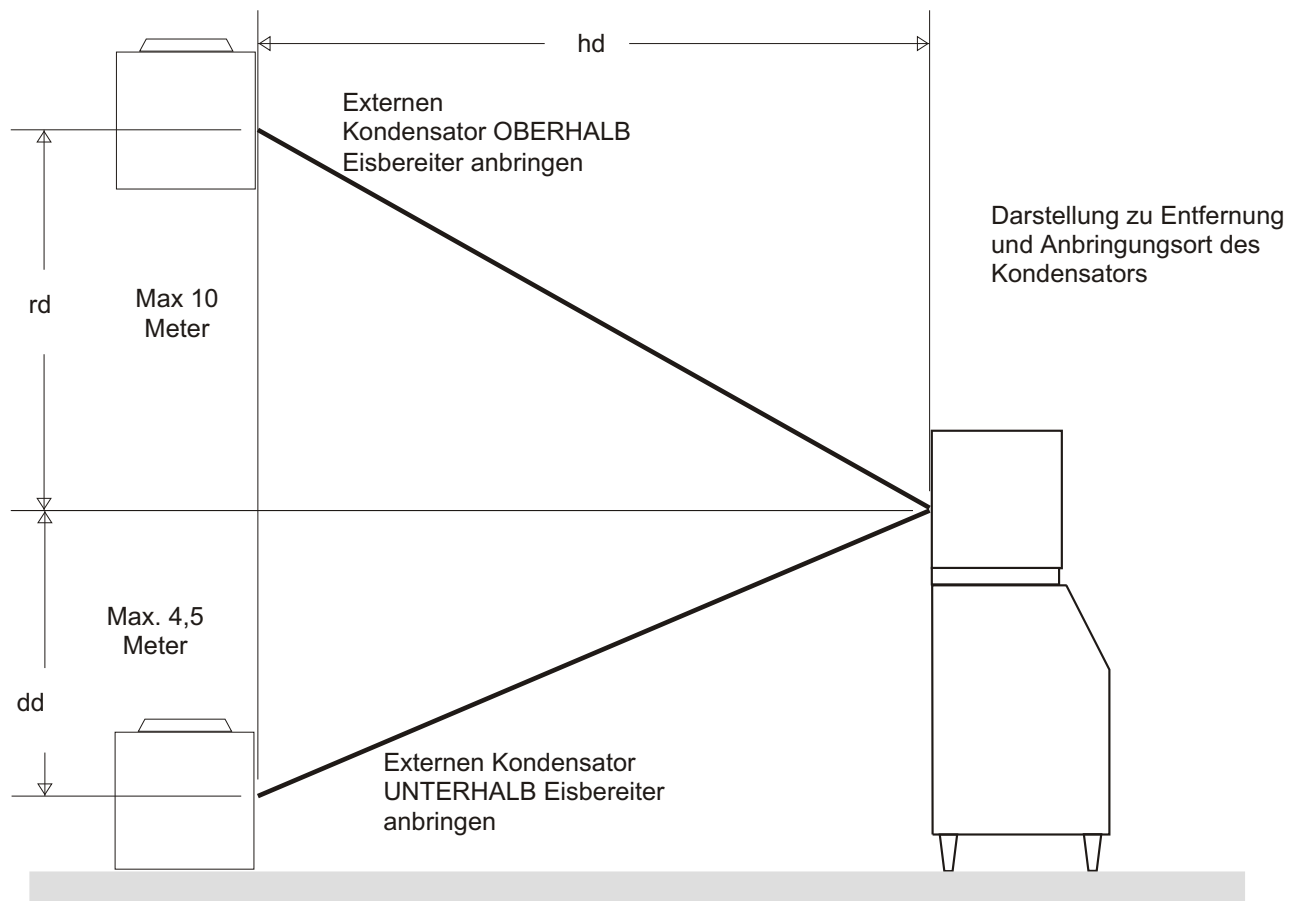 hd
Externen
Kondensator OBERHALB
Eisbereiter anbringen
Darstellung zu Entfernung
und Anbringungsort des
Kondensators
rd
Max 10
Meter
Max. 4,5
Meter
dd
Externen Kondensator
UNTERHALB Eisbereiter
anbringen